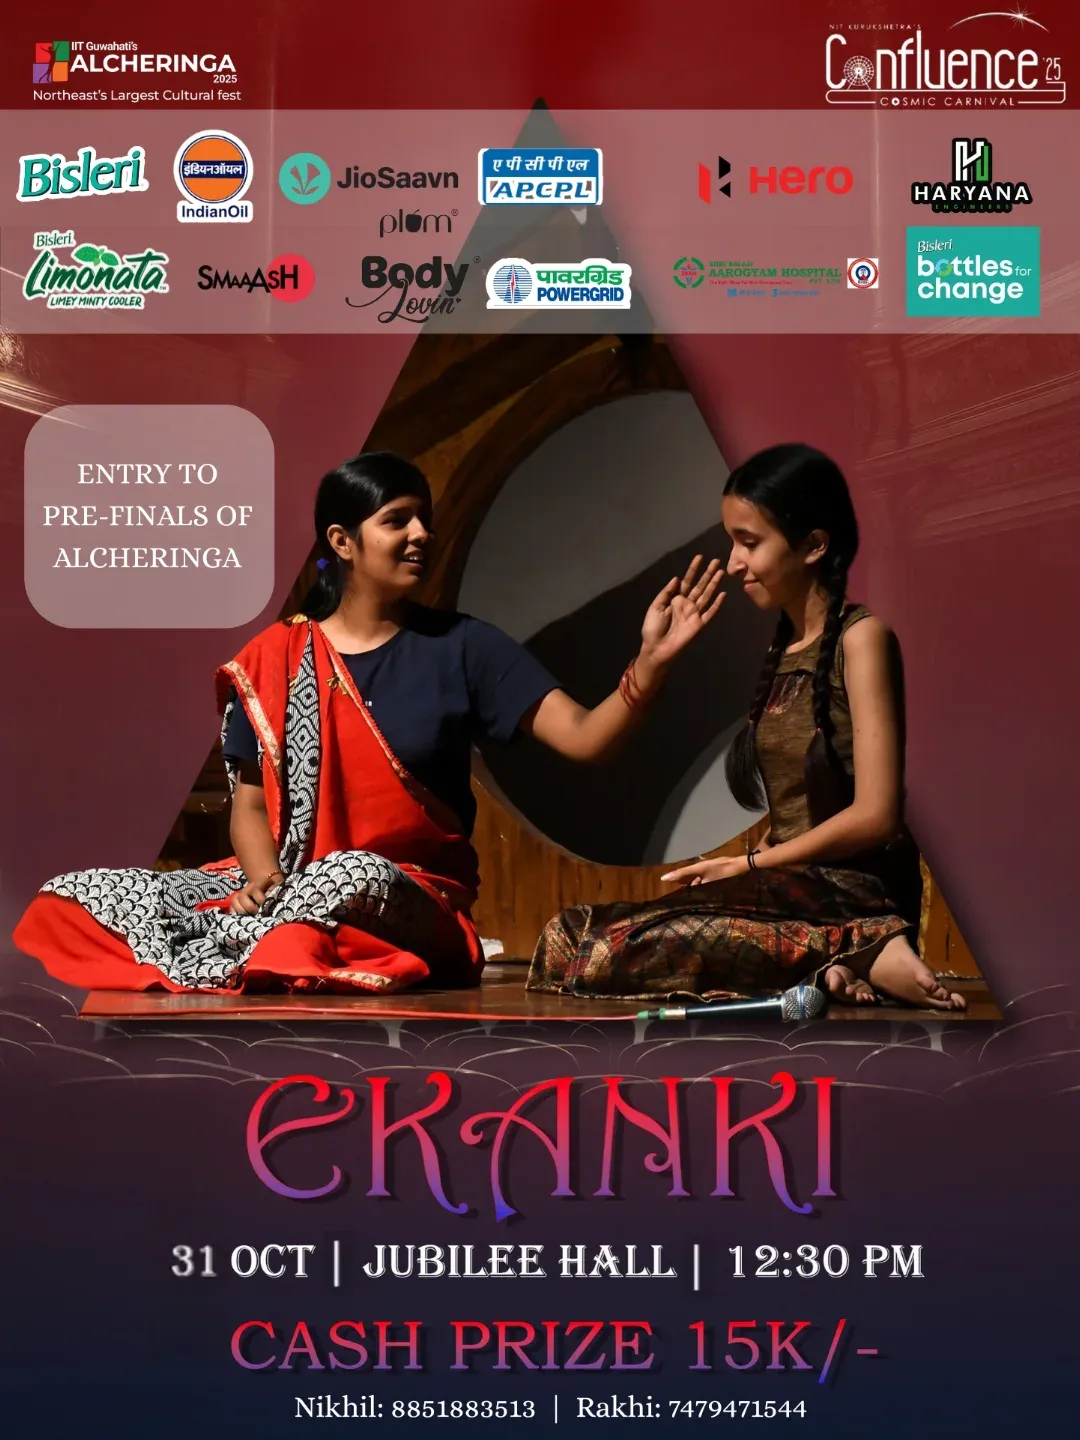 IIT Guwahati's
ALCHERINGA
2025
Northeast's Largest Cultural fest
NIT KURUKSHETRA'S
Confluence '25
COSMIC CARNIVAL
Bisleri
इंडियनऑयल
IndianOil
JioSaavn
plum
ए पी सी पी एल
APCPL
Hero
HARYANA
ENGINEERS
Bisleri
Limonata
LIMEY MINTY COOLER
SMAAASH
Body
Lovin'
पावरग्रिड
POWERGRID
AAROGYAM HOSPITAL
Bisleri
bottles for
change
ENTRY TO
PRE-FINALS OF
ALCHERINGA
EKANKI
31 OCT | JUBILEE HALL | 12:30 PM
CASH PRIZE 15K/-
Nikhil: 8851883513 | Rakhi: 7479471544